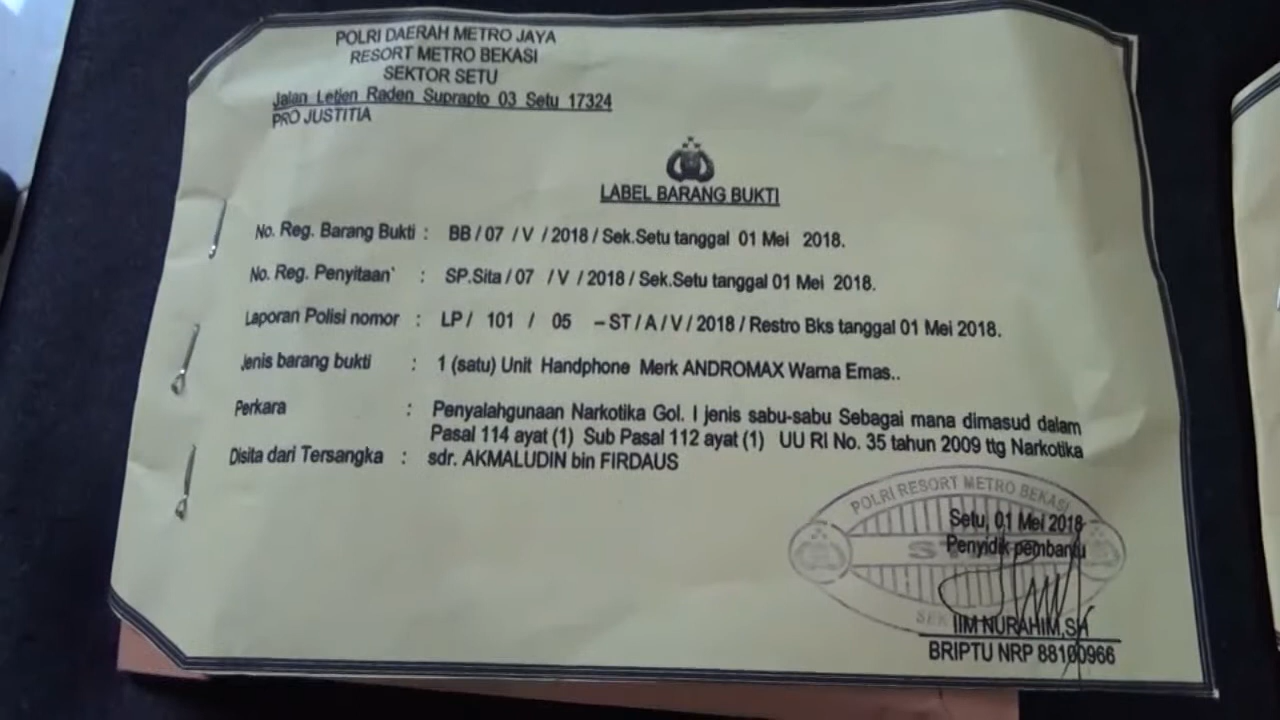 POLRI DAERAH METRO JAYA
RESORT METRO BEKASI
SEKTOR SETU
Jalan Letjen Raden Suprapto 03 Setu 17324
PRO JUSTITIA
LABEL BARANG BUKTI
No. Reg. Barang Bukti : BB / 07 / V / 2018 / Sek.Setu tanggal 01 Mei 2018.
No. Reg. Penyitaan : SP.Sita / 07 / V / 2018 / Sek.Setu tanggal 01 Mei 2018.
Laporan Polisi nomor : LP / 101 / 05 – ST / A / V / 2018 / Restro Bks tanggal 01 Mei 2018.
Jenis barang bukti : 1 (satu) Unit Handphone Merk ANDROMAX Warna Emas..
Perkara : Penyalahgunaan Narkotika Gol. I jenis sabu-sabu Sebagai mana dimasud dalam
Pasal 114 ayat (1) Sub Pasal 112 ayat (1) UU RI No. 35 tahun 2009 ttg Narkotika
Disita dari Tersangka : sdr. AKMALUDIN bin FIRDAUS
POLRI RESORT METRO BEKASI
Setu, 01 Mei 2018
Penyidik pembantu
IIM NURAHIM,SH
BRIPTU NRP 88100966